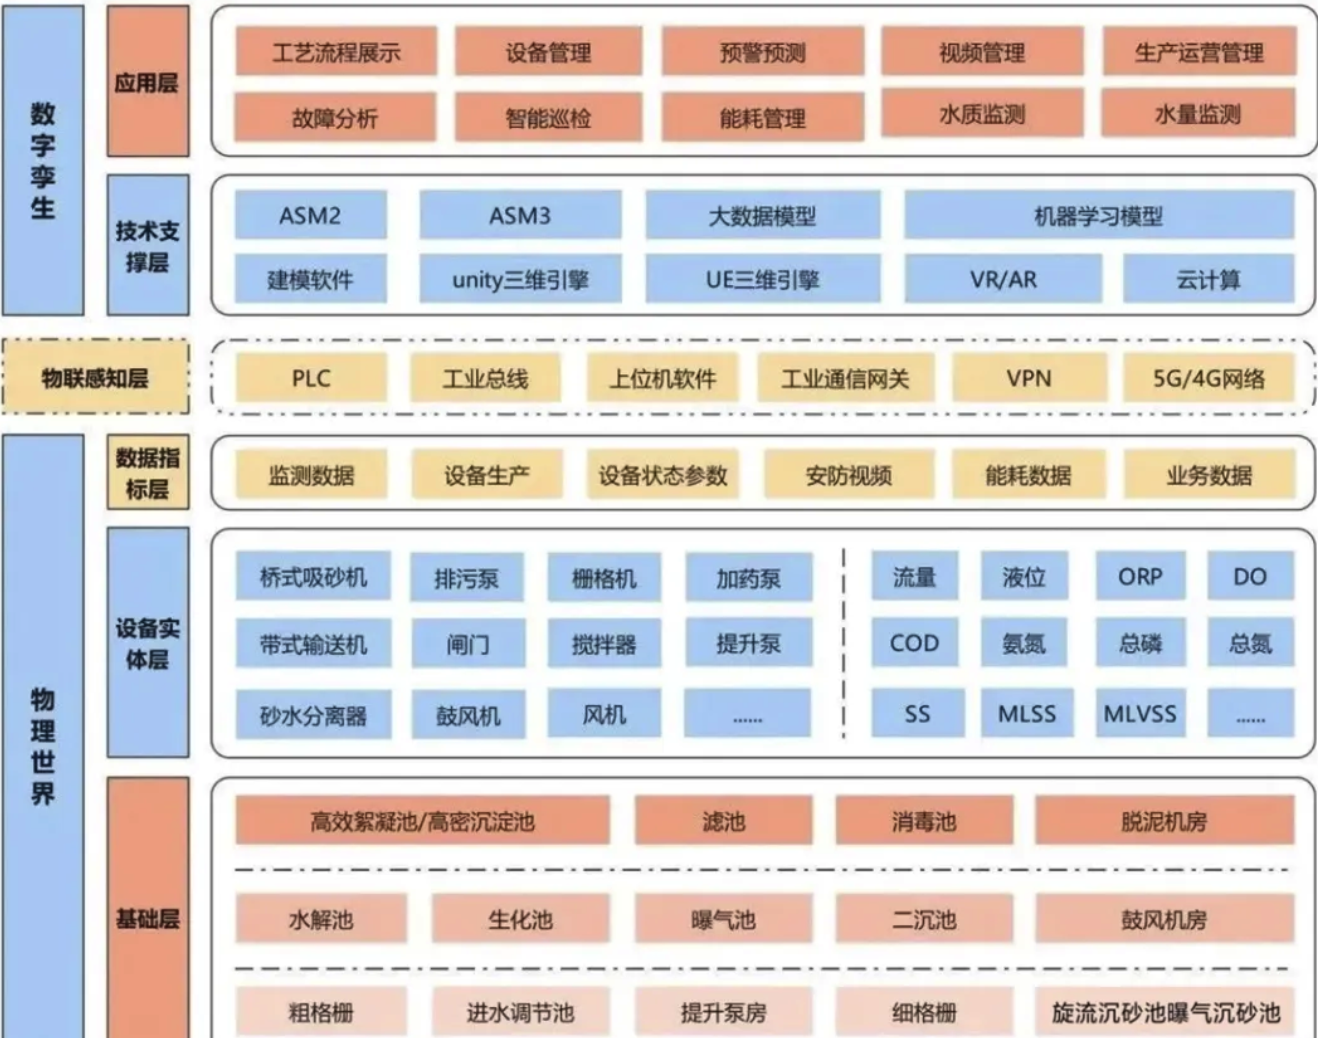 数字孪生
应用层
工艺流程展示 设备管理 预警预测 视频管理 生产运营管理
故障分析 智能巡检 能耗管理 水质监测 水量监测
技术支
撑层
ASM2 ASM3 大数据模型 机器学习模型
建模软件 unity三维引擎 UE三维引擎 VR/AR 云计算
物联感知层
PLC 工业总线 上位机软件 工业通信网关 VPN 5G/4G网络
物理世界
数据指
标层
监测数据 设备生产 设备状态参数 安防视频 能耗数据 业务数据
设备实
体层
桥式吸砂机 排污泵 栅格机 加药泵 流量 液位 ORP DO
带式输送机 闸门 搅拌器 提升泵 COD 氨氮 总磷 总氮
砂水分离器 鼓风机 风机 …… SS MLSS MLVSS ……
基础层
高效絮凝池/高密沉淀池 滤池 消毒池 脱泥机房
水解池 生化池 曝气池 二沉池 鼓风机房
粗格栅 进水调节池 提升泵房 细格栅 旋流沉砂池曝气沉砂池